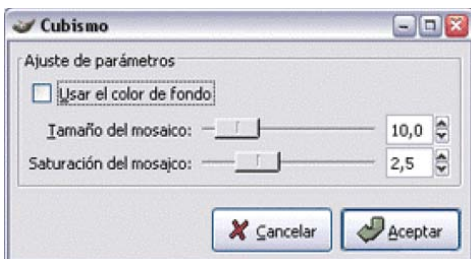 Cubismo
Ajuste de parámetros
Usar el color de fondo
Tamaño del mosaico: 10,0
Saturación del mosajco: 2,5
Cancelar Aceptar